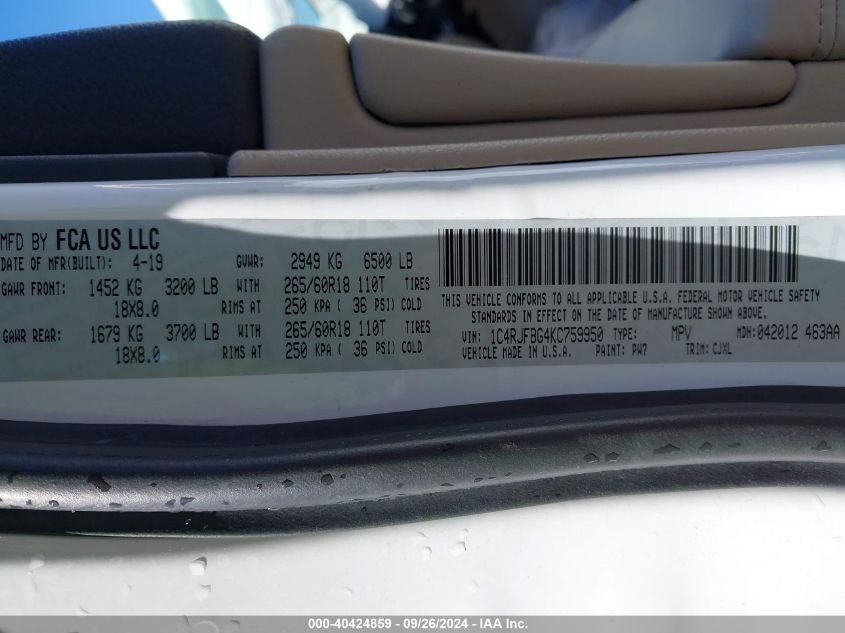 MFD BY FCA US LLC
DATE OF MFR(BUILT): 4-19 GVWR: 2949 KG 6500 LB
GAWR FRONT: 1452 KG 3200 LB WITH 265/60R18 110T TIRES
18X8.0 RIMS AT 250 KPA ( 36 PSI) COLD
GAWR REAR: 1679 KG 3700 LB WITH 265/60R18 110T TIRES
18X8.0 RIMS AT 250 KPA ( 36 PSI) COLD
THIS VEHICLE CONFORMS TO ALL APPLICABLE U.S.A. FEDERAL MOTOR VEHICLE SAFETY
STANDARDS IN EFFECT ON THE DATE OF MANUFACTURE SHOWN ABOVE.
VIN: 1C4RJFBG4KC759950 TYPE: MPV MDH: 042012 463AA
VEHICLE MADE IN U.S.A. PAINT: PW7 TRIM: CJXL
000-40424859 - 09/26/2024 - IAA Inc.